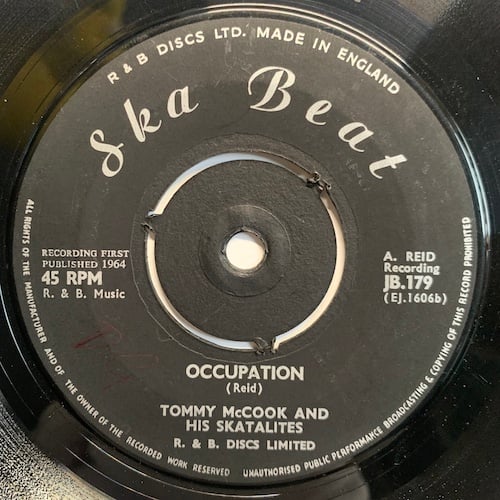 R & B DISCS LTD. MADE IN ENGLAND
Ska Beat
RECORDING FIRST
PUBLISHED 1964
45 RPM
R. & B. Music
A. REID
Recording
JB.179
(EJ.1606b)
OCCUPATION
(Reid)
TOMMY McCOOK AND
HIS SKATALITES
R. & B. DISCS LIMITED
ALL RIGHTS OF THE MANUFACTURER AND OF THE OWNER OF THE RECORDED WORK RESERVED UNAUTHORISED PUBLIC PERFORMANCE BROADCASTING & COPYING OF THIS RECORD PROHIBITED